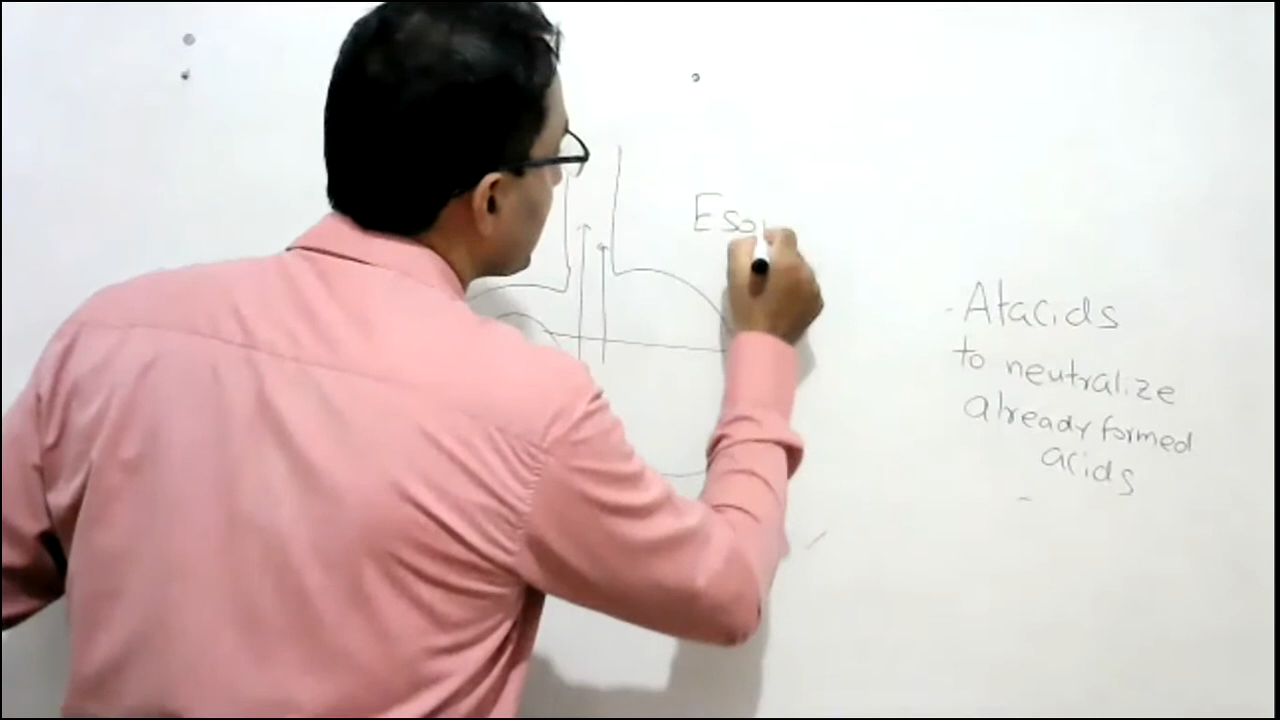 Eso
- Atacids
to neutralize
already formed
acids